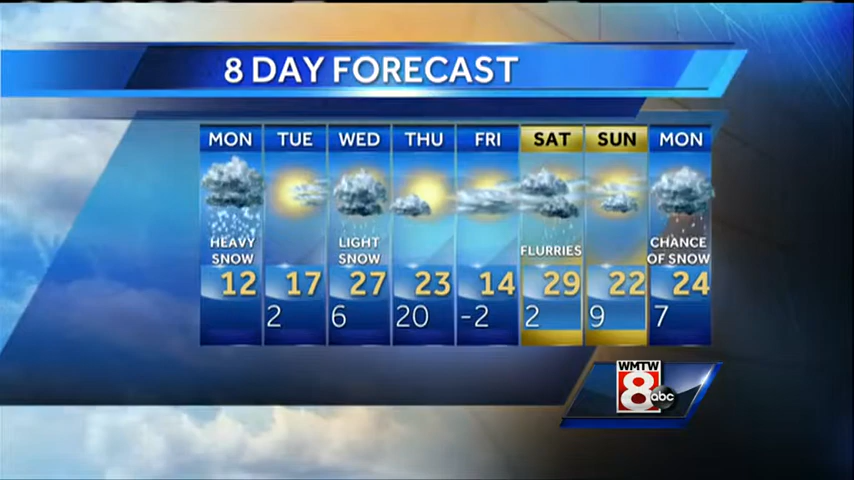 8 DAY FORECAST
MON TUE WED THU FRI SAT SUN MON
HEAVY SNOW
LIGHT SNOW
FLURRIES
CHANCE OF SNOW
12 17 27 23 14 29 22 24
2 6 20 -2 2 9 7
WMTW
8
abc